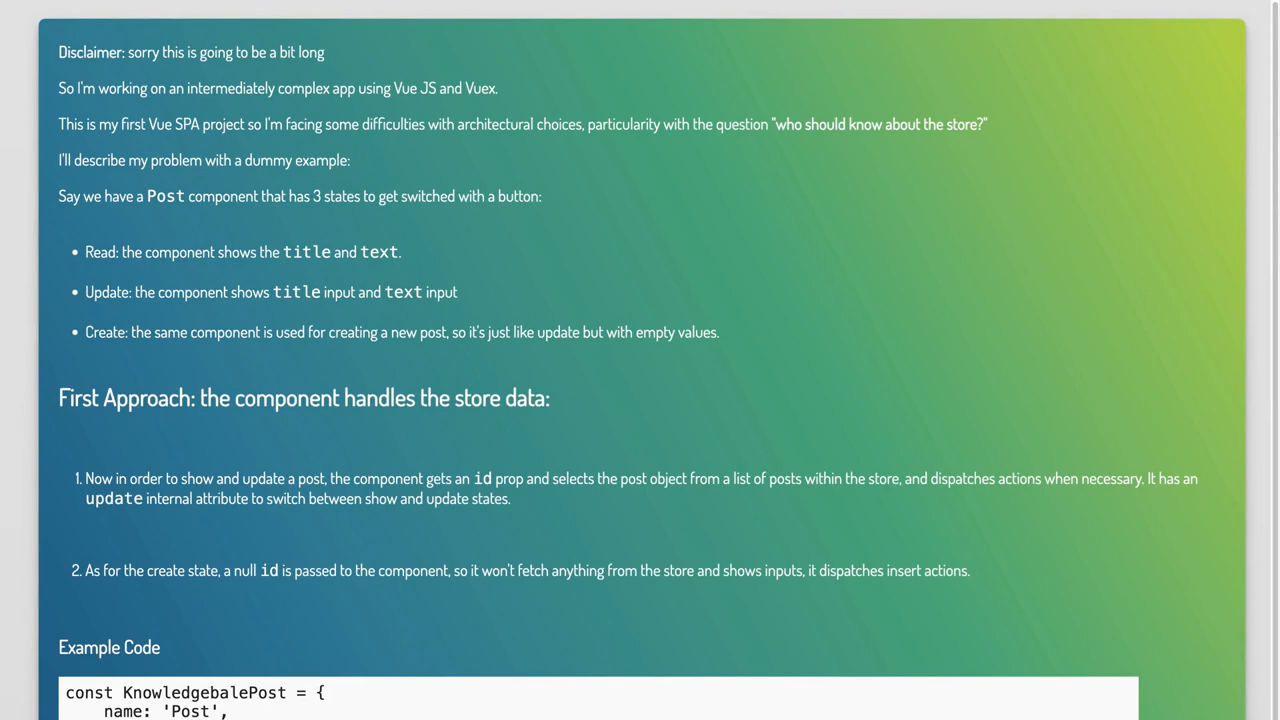 Disclaimer: sorry this is going to be a bit long
So I'm working on an intermediately complex app using Vue JS and Vuex.
This is my first Vue SPA project so I'm facing some difficulties with architectural choices, particularity with the question "who should know about the store?"
I'll describe my problem with a dummy example:
Say we have a Post component that has 3 states to get switched with a button:
• Read: the component shows the title and text.
• Update: the component shows title input and text input
• Create: the same component is used for creating a new post, so it's just like update but with empty values.
First Approach: the component handles the store data:
1. Now in order to show and update a post, the component gets an id prop and selects the post object from a list of posts within the store, and dispatches actions when necessary. It has an
update internal attribute to switch between show and update states.
2. As for the create state, a null id is passed to the component, so it won't fetch anything from the store and shows inputs, it dispatches insert actions.
Example Code
const KnowledgebalePost = {
name: 'Post',